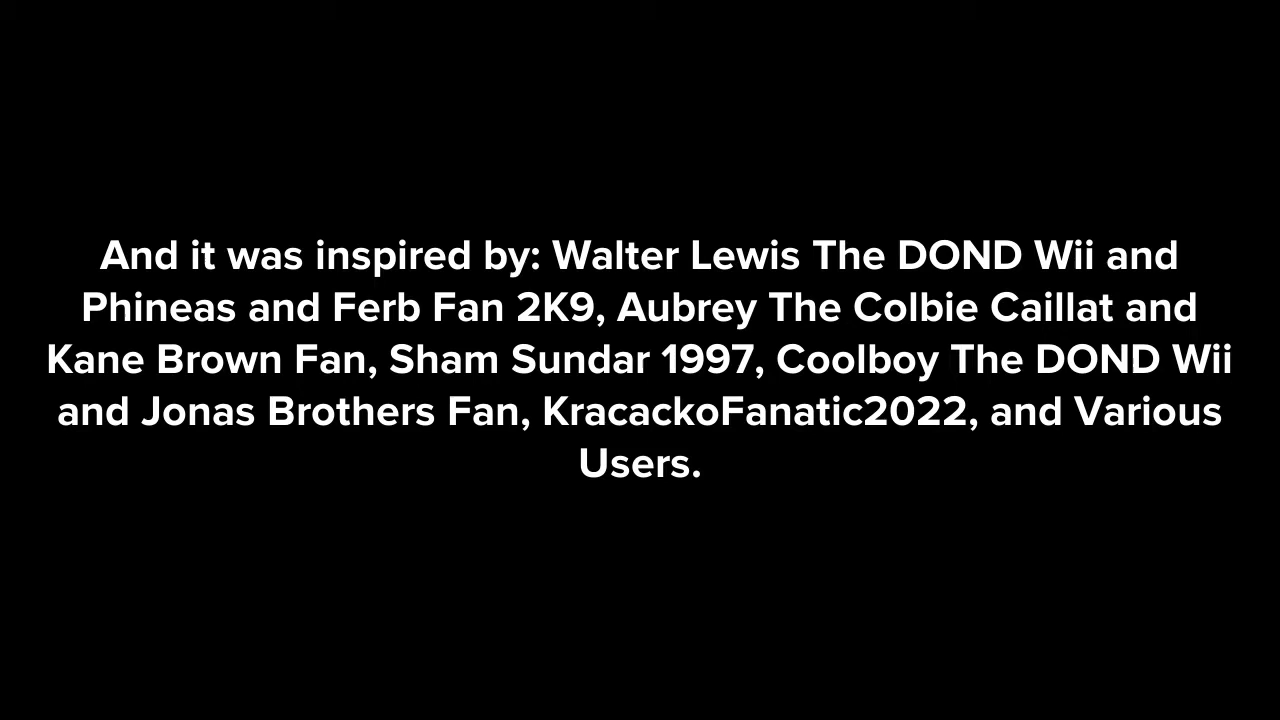 And it was inspired by: Walter Lewis The DOND Wii and
Phineas and Ferb Fan 2K9, Aubrey The Colbie Caillat and
Kane Brown Fan, Sham Sundar 1997, Coolboy The DOND Wii
and Jonas Brothers Fan, KracackoFanatic2022, and Various
Users.